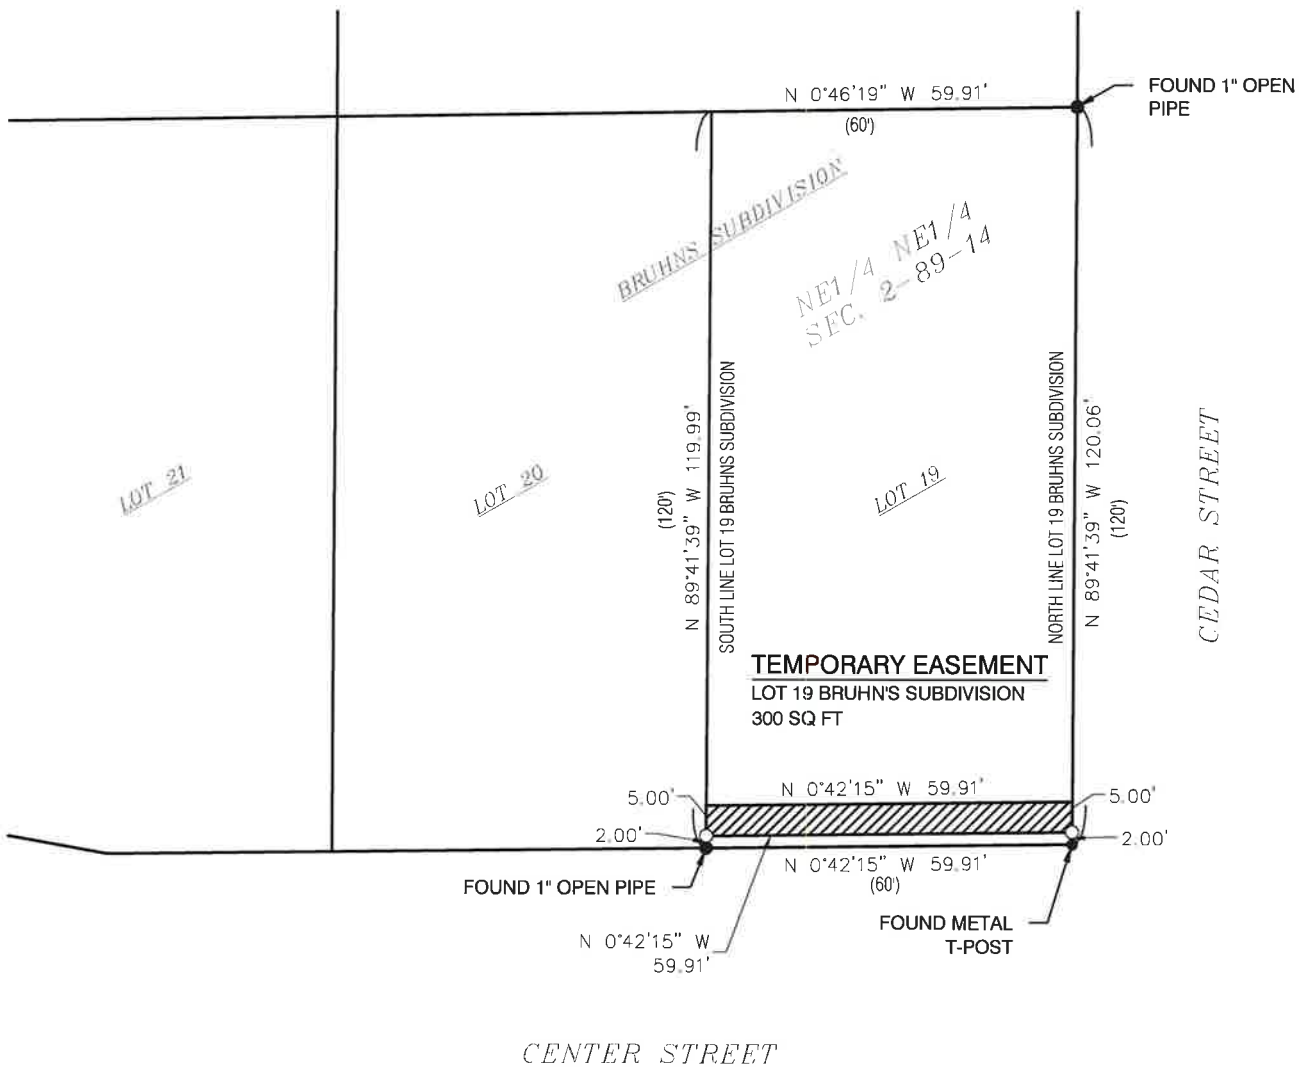 N 0°46'19" W 59.91'
(60')
FOUND 1" OPEN
PIPE
BRUHNS SUBDIVISION
NE1/4 NE1/4
SEC. 2-89-14
LOT 21
LOT 20
LOT 19
N 89°41'39" W 119.99'
(120')
SOUTH LINE LOT 19 BRUHNS SUBDIVISION
NORTH LINE LOT 19 BRUHNS SUBDIVISION
N 89°41'39" W 120.06'
(120')
CEDAR STREET
TEMPORARY EASEMENT
LOT 19 BRUHN'S SUBDIVISION
300 SQ FT
5.00'
N 0°42'15" W 59.91'
5.00'
2.00'
2.00'
N 0°42'15" W 59.91'
(60')
FOUND 1" OPEN PIPE
FOUND METAL
T-POST
N 0°42'15" W
59.91'
CENTER STREET